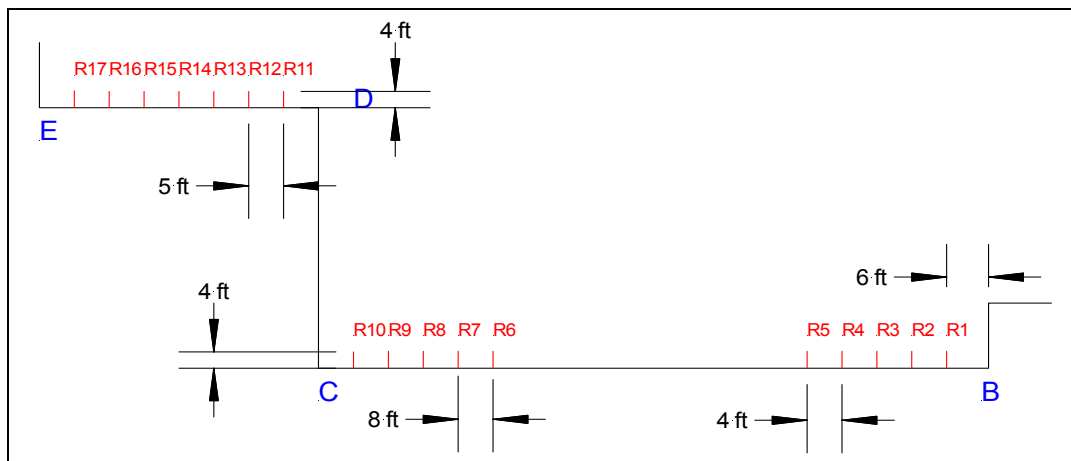 4 ft
R17 R16 R15 R14 R13 R12 R11
D
E
5 ft
6 ft
4 ft
R10 R9 R8 R7 R6
R5 R4 R3 R2 R1
C
B
8 ft
4 ft